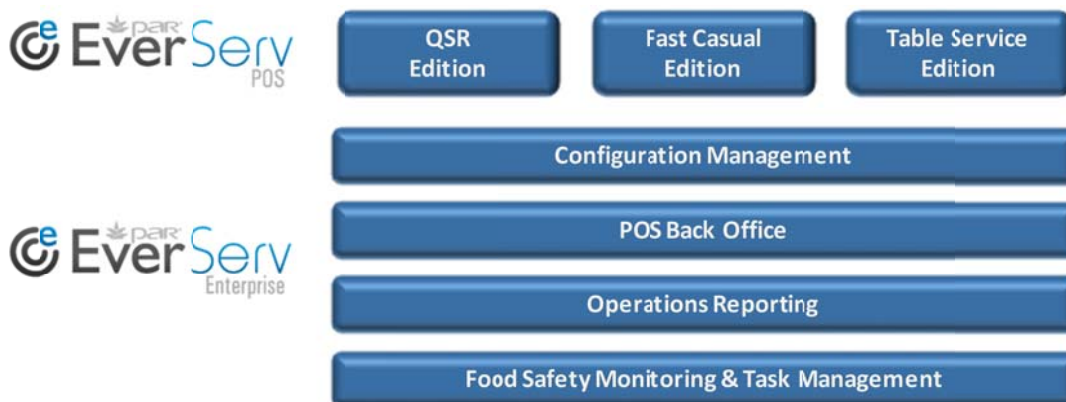 par
EverServ
POS
QSR
Edition
Fast Casual
Edition
Table Service
Edition
Configuration Management
par
EverServ
Enterprise
POS Back Office
Operations Reporting
Food Safety Monitoring & Task Management